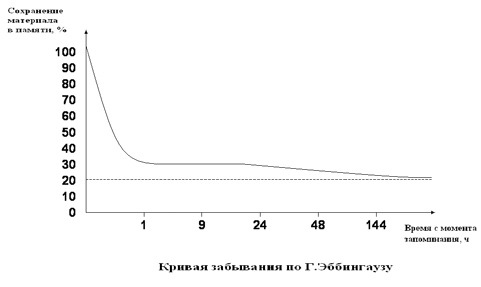 Сохранение
материала
в памяти, %
100
90
80
70
60
50
40
30
20
10
0
1 9 24 48 144
Время с момента
запоминания, ч
Кривая забывания по Г.Эббингаузу